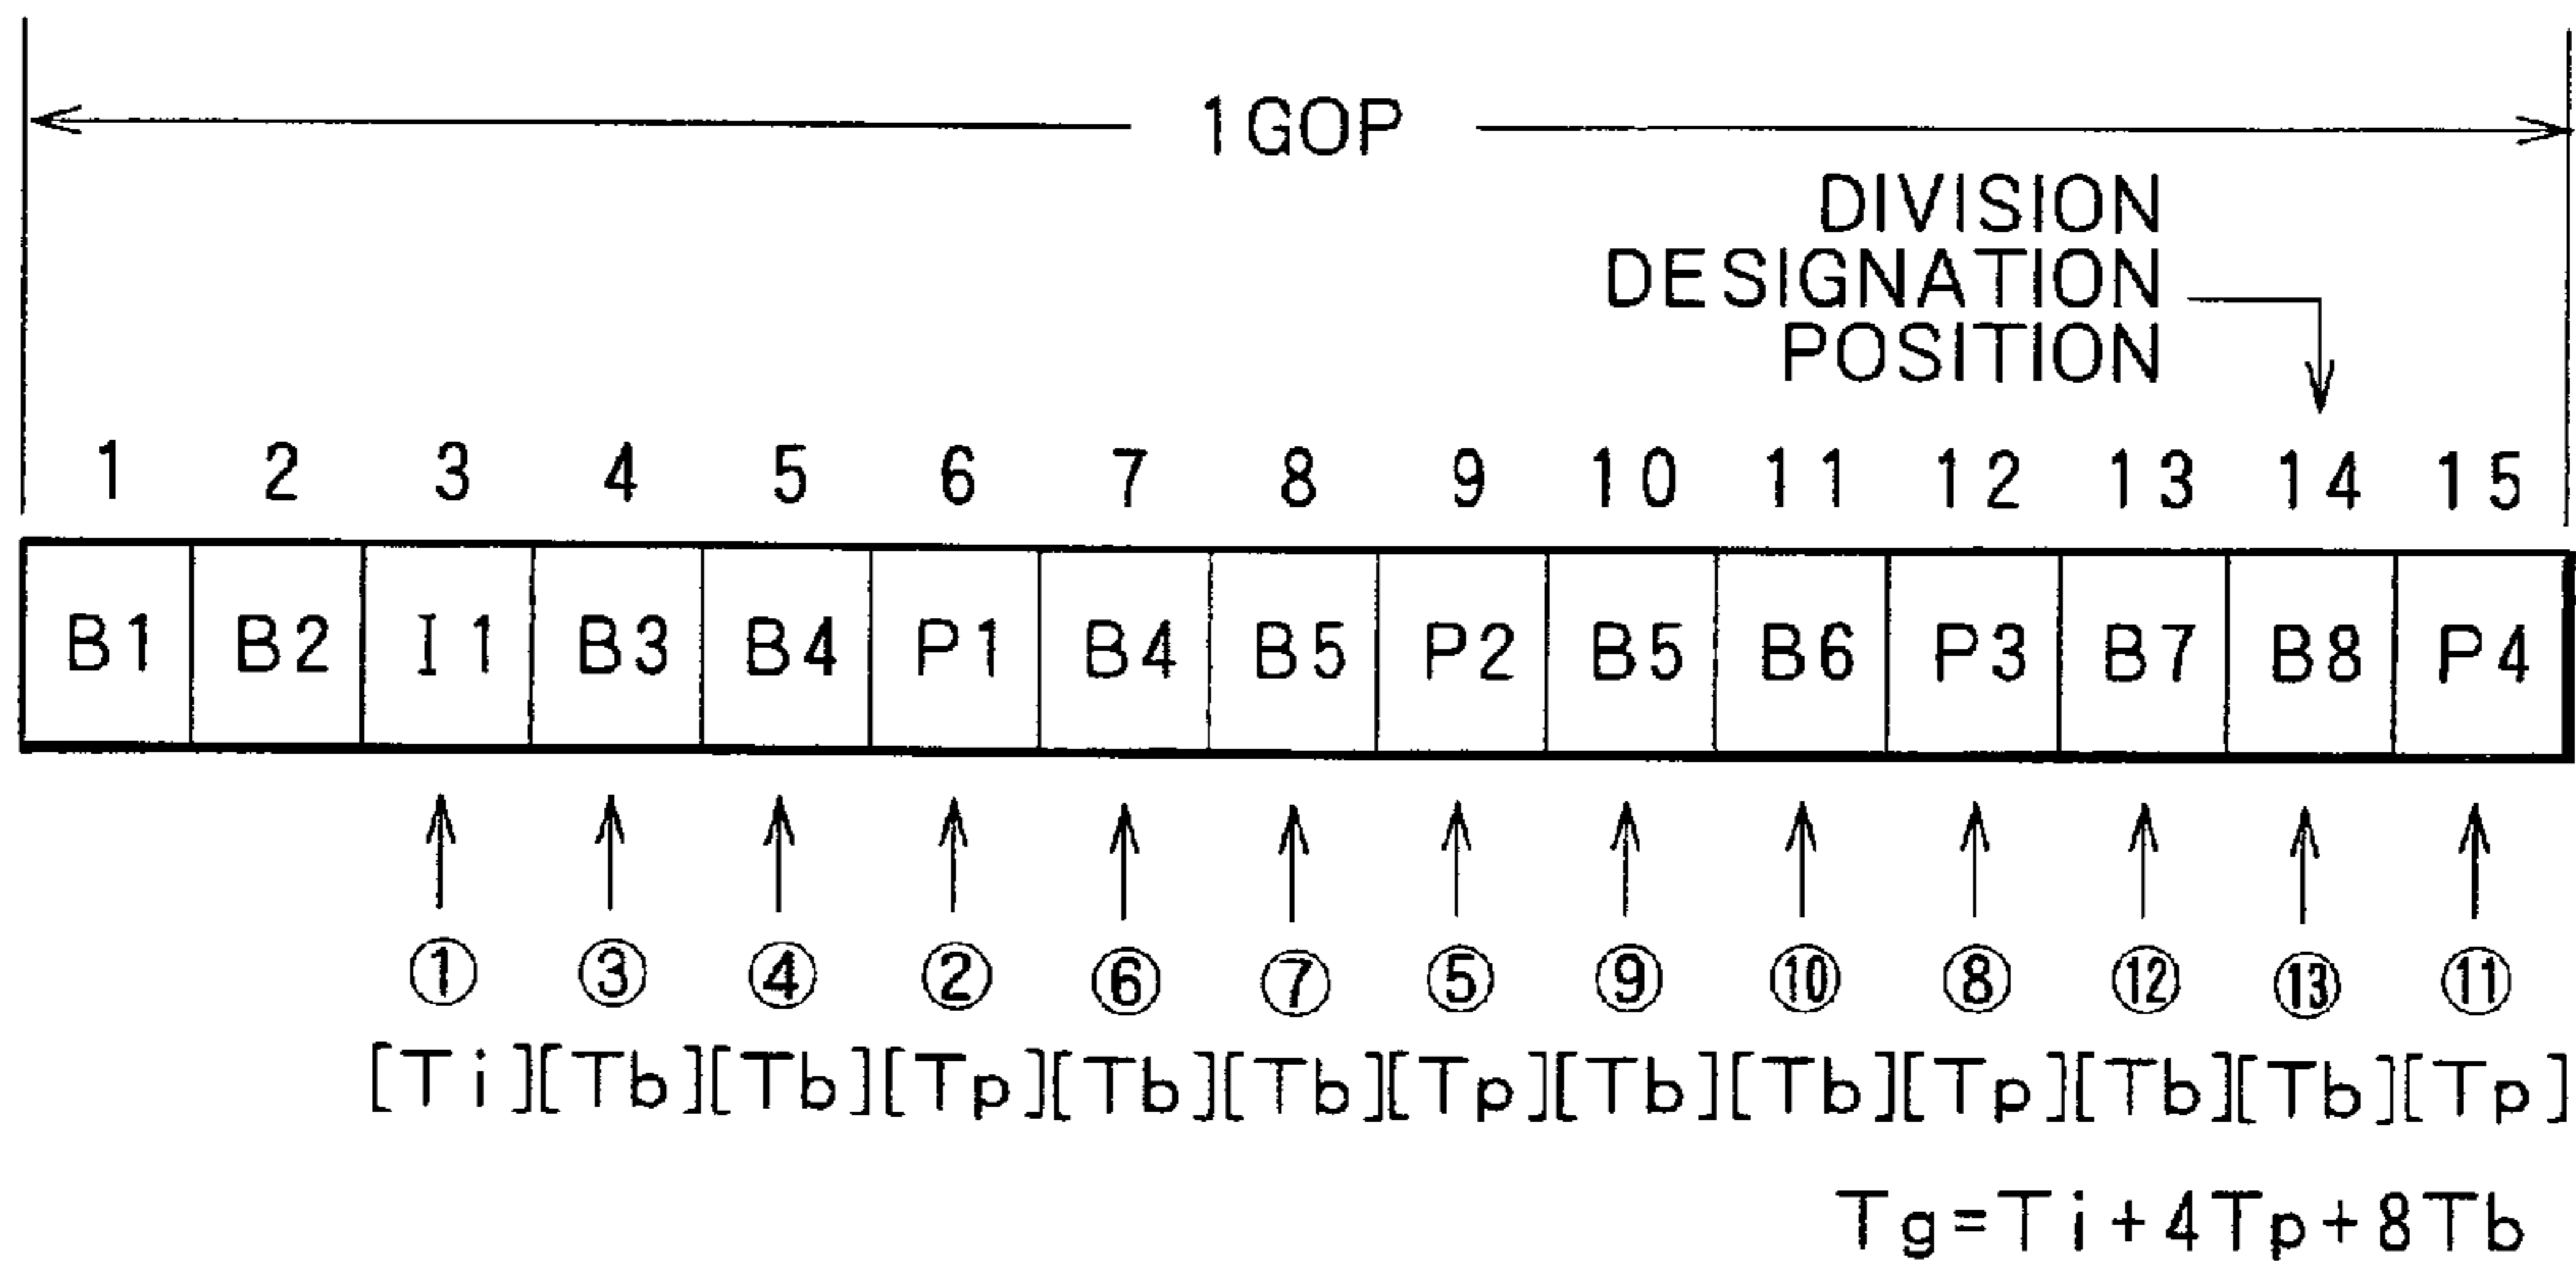 1GOP
DIVISION
DESIGNATION
POSITION
1 2 3 4 5 6 7 8 9 10 11 12 13 14 15
B1 B2 I1 B3 B4 P1 B4 B5 P2 B5 B6 P3 B7 B8 P4
① ③ ④ ② ⑥ ⑦ ⑤ ⑨ ⑩ ⑧ ⑫ ⑬ ⑪
[Ti][Tb][Tb][Tp][Tb][Tb][Tp][Tb][Tb][Tp][Tb][Tb][Tp]
Tg=Ti+4Tp+8Tb